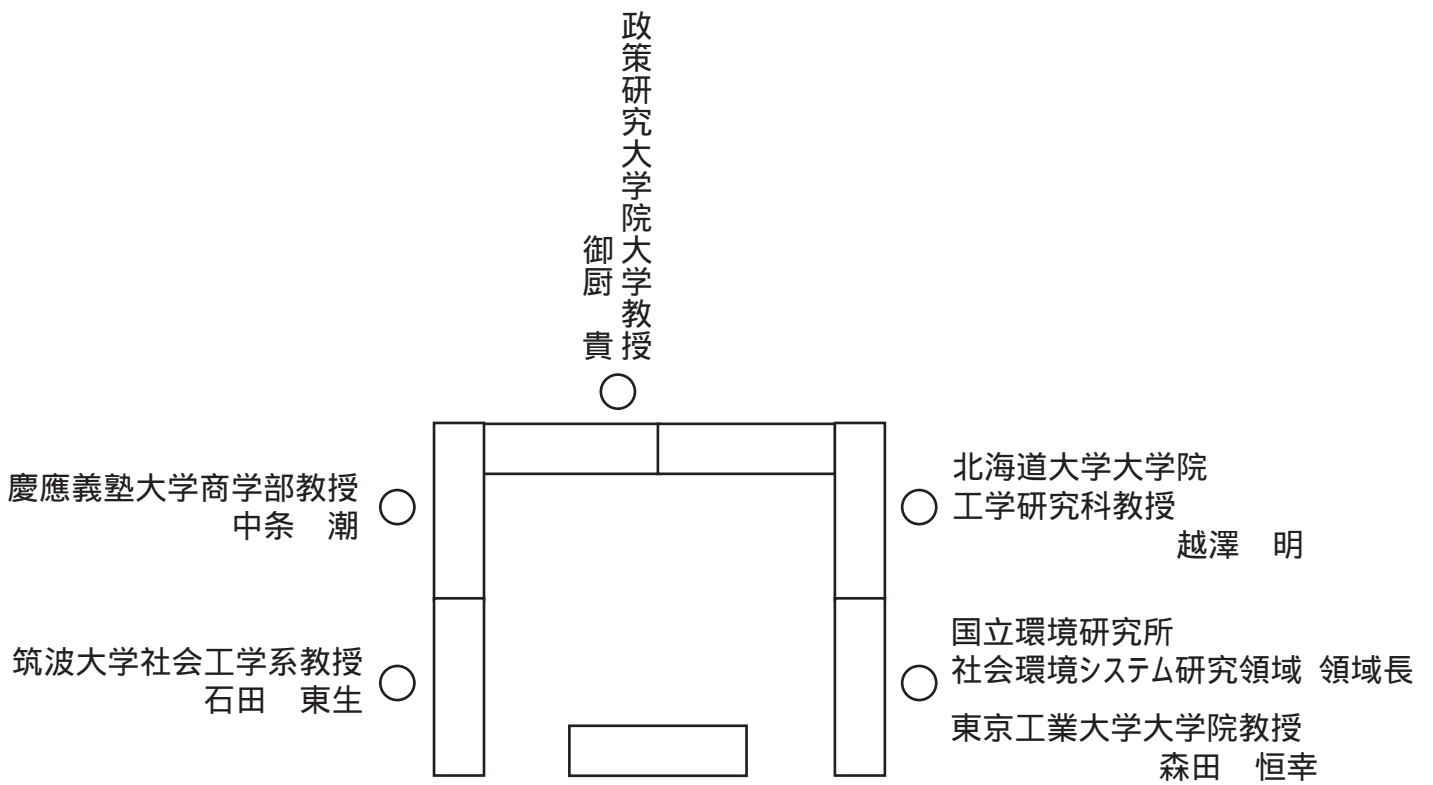 政策研究大学院大学教授
御厨　貴
慶應義塾大学商学部教授
中条　潮
北海道大学大学院
工学研究科教授
越澤　明
筑波大学社会工学系教授
石田　東生
国立環境研究所
社会環境システム研究領域 領域長
東京工業大学大学院教授
森田　恒幸